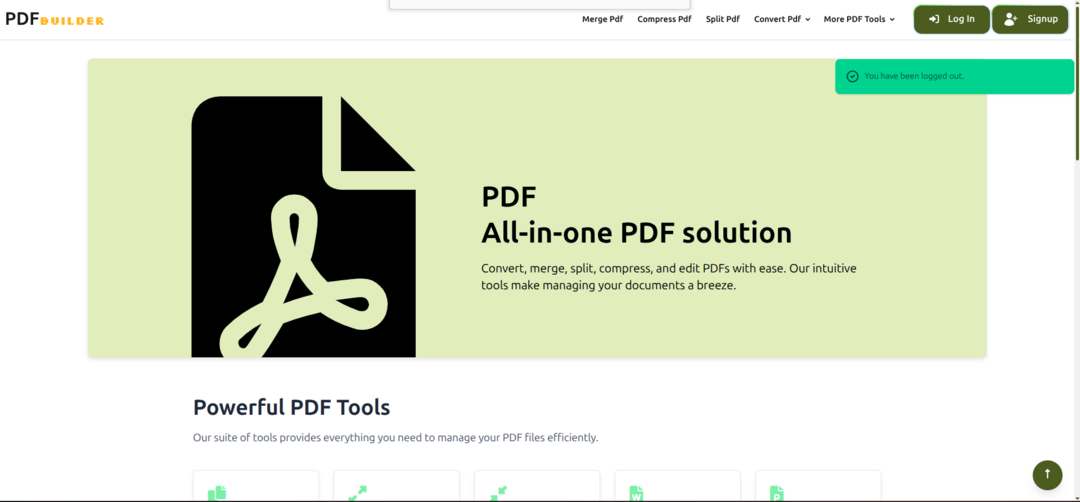 PDFBUILDER
Merge Pdf Compress Pdf Split Pdf Convert Pdf More PDF Tools Log In Signup
You have been logged out.
PDF
All-in-one PDF solution
Convert, merge, split, compress, and edit PDFs with ease. Our intuitive
tools make managing your documents a breeze.
Powerful PDF Tools
Our suite of tools provides everything you need to manage your PDF files efficiently.
W P